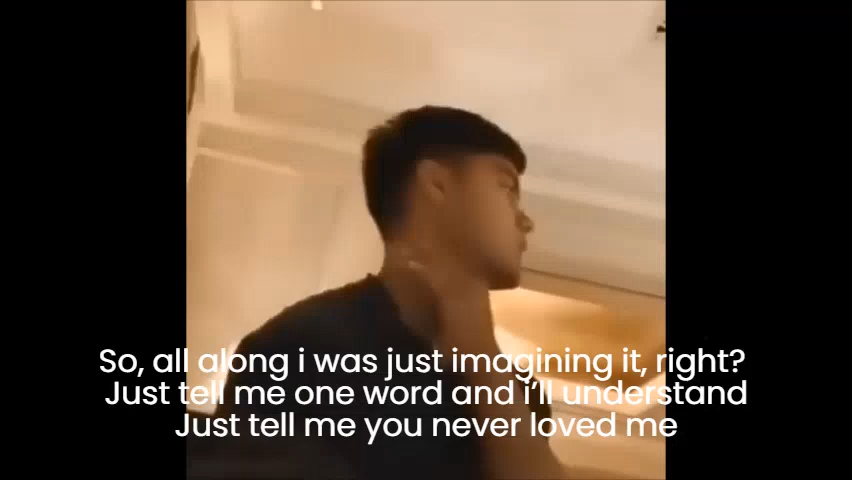 So, all along i was just imagining it, right?
Just tell me one word and i'll understand
Just tell me you never loved me